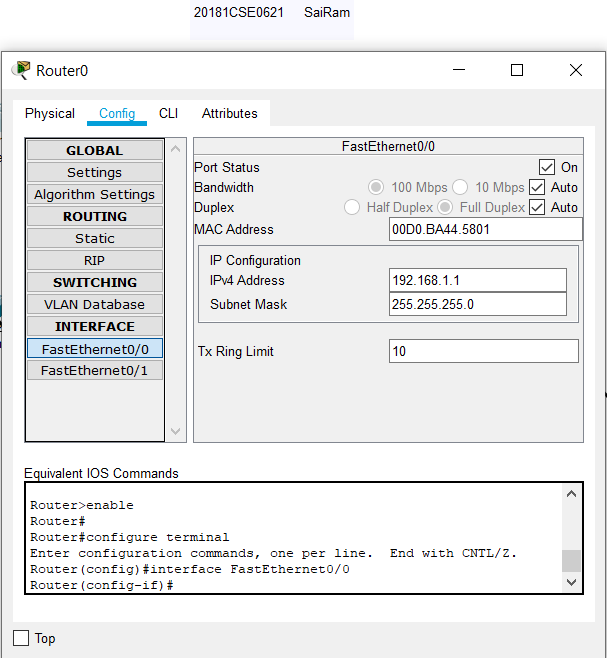 20181CSE0621 SaiRam
Router0
Physical Config CLI Attributes
GLOBAL
Settings
Algorithm Settings
ROUTING
Static
RIP
SWITCHING
VLAN Database
INTERFACE
FastEthernet0/0
FastEthernet0/1
FastEthernet0/0
Port Status On
Bandwidth 100 Mbps 10 Mbps Auto
Duplex Half Duplex Full Duplex Auto
MAC Address 00D0.BA44.5801
IP Configuration
IPv4 Address 192.168.1.1
Subnet Mask 255.255.255.0
Tx Ring Limit 10
Equivalent IOS Commands
Router>enable
Router#
Router#configure terminal
Enter configuration commands, one per line. End with CNTL/Z.
Router(config)#interface FastEthernet0/0
Router(config-if)#
Top